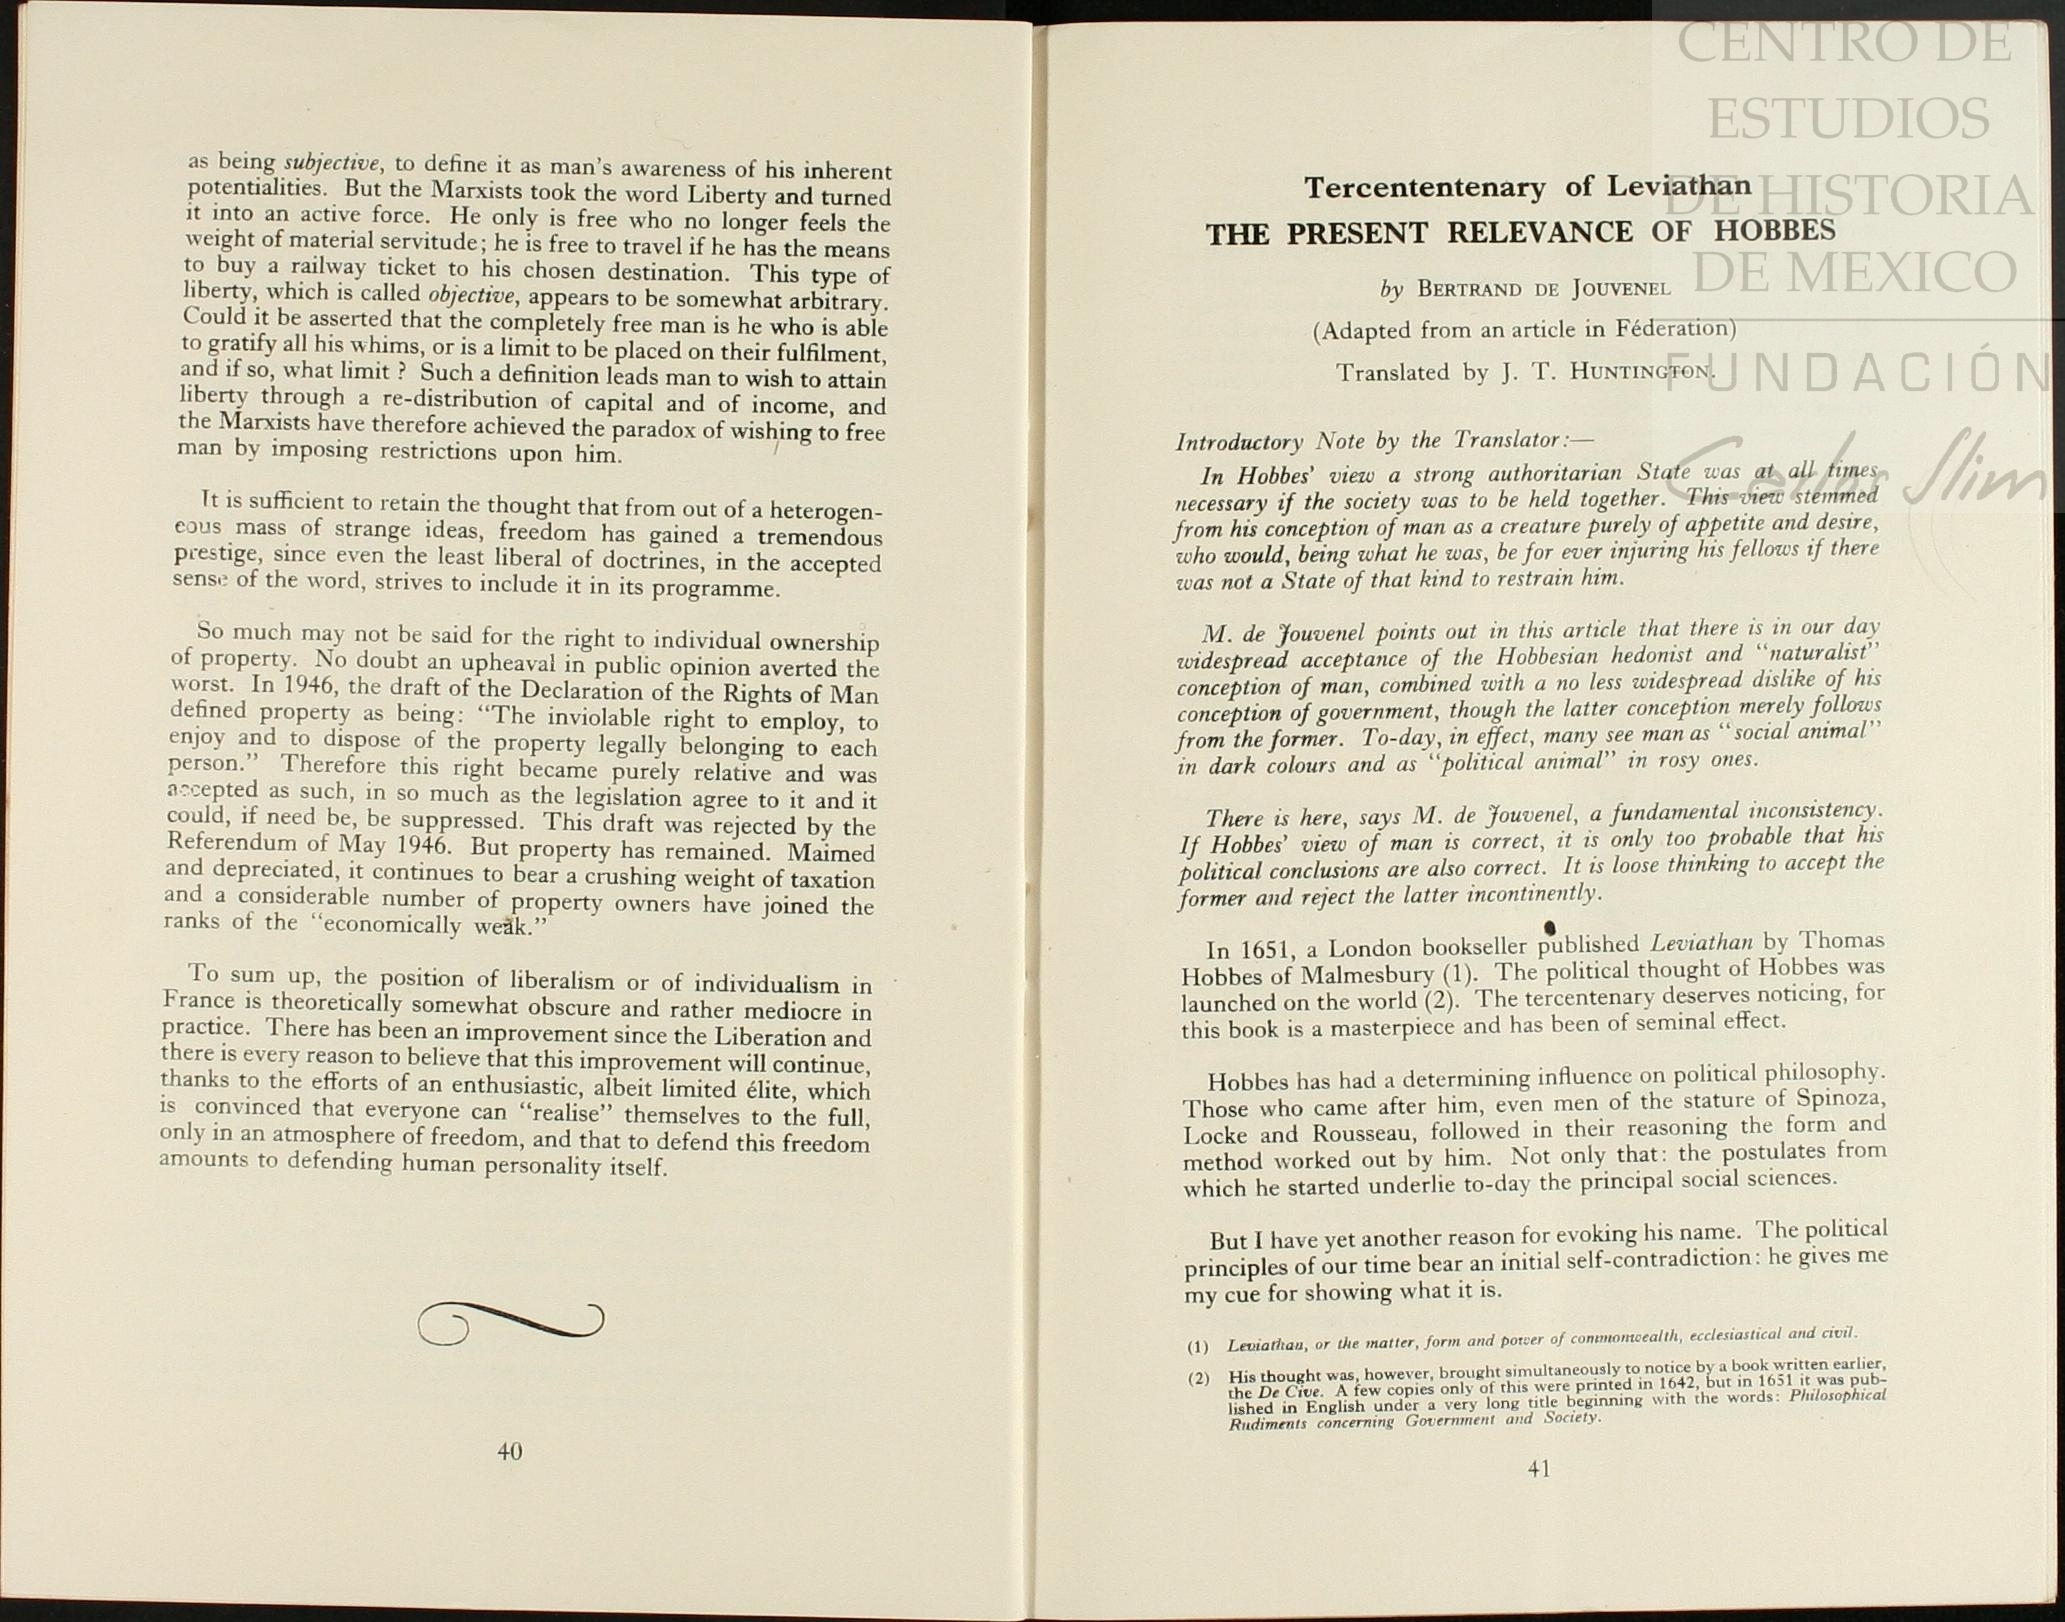 as being subjective, to define it as man's awareness of his inherent
potentialities. But the Marxists took the word Liberty and turned
it into an active force. He only is free who no longer feels the
weight of material servitude; he is free to travel if he has the means
to buy a railway ticket to his chosen destination. This type of
liberty, which is called objective, appears to be somewhat arbitrary.
Could it be asserted that the completely free man is he who is able
to gratify all his whims, or is a limit to be placed on their fulfilment,
and if so, what limit ? Such a definition leads man to wish to attain
liberty through a re-distribution of capital and of income, and
the Marxists have therefore achieved the paradox of wishing to free
man by imposing restrictions upon him.
It is sufficient to retain the thought that from out of a heterogen-
eous mass of strange ideas, freedom has gained a tremendous
prestige, since even the least liberal of doctrines, in the accepted
sense of the word, strives to include it in its programme.
So much may not be said for the right to individual ownership
of property. No doubt an upheaval in public opinion averted the
worst. In 1946, the draft of the Declaration of the Rights of Man
defined property as being: "The inviolable right to employ, to
enjoy and to dispose of the property legally belonging to each
person." Therefore this right became purely relative and was
accepted as such, in so much as the legislation agree to it and it
could, if need be, be suppressed. This draft was rejected by the
Referendum of May 1946. But property has remained. Maimed
and depreciated, it continues to bear a crushing weight of taxation
and a considerable number of property owners have joined the
ranks of the "economically weak."
To sum up, the position of liberalism or of individualism in
France is theoretically somewhat obscure and rather mediocre in
practice. There has been an improvement since the Liberation and
there is every reason to believe that this improvement will continue,
thanks to the efforts of an enthusiastic, albeit limited élite, which
is convinced that everyone can "realise" themselves to the full,
only in an atmosphere of freedom, and that to defend this freedom
amounts to defending human personality itself.
40
Tercententenary of Leviathan
THE PRESENT RELEVANCE OF HOBBES
by BERTRAND DE JOUVENEL
(Adapted from an article in Féderation)
Translated by J. T. HUNTINGTON.
Introductory Note by the Translator:—
In Hobbes' view a strong authoritarian State was at all times
necessary if the society was to be held together. This view stemmed
from his conception of man as a creature purely of appetite and desire,
who would, being what he was, be for ever injuring his fellows if there
was not a State of that kind to restrain him.
M. de Jouvenel points out in this article that there is in our day
widespread acceptance of the Hobbesian hedonist and "naturalist"
conception of man, combined with a no less widespread dislike of his
conception of government, though the latter conception merely follows
from the former. To-day, in effect, many see man as "social animal"
in dark colours and as "political animal" in rosy ones.
There is here, says M. de Jouvenel, a fundamental inconsistency.
If Hobbes' view of man is correct, it is only too probable that his
political conclusions are also correct. It is loose thinking to accept the
former and reject the latter incontinently.
In 1651, a London bookseller published Leviathan by Thomas
Hobbes of Malmesbury (1). The political thought of Hobbes was
launched on the world (2). The tercentenary deserves noticing, for
this book is a masterpiece and has been of seminal effect.
Hobbes has had a determining influence on political philosophy.
Those who came after him, even men of the stature of Spinoza,
Locke and Rousseau, followed in their reasoning the form and
method worked out by him. Not only that: the postulates from
which he started underlie to-day the principal social sciences.
But I have yet another reason for evoking his name. The political
principles of our time bear an initial self-contradiction: he gives me
my cue for showing what it is.
(1) Leviathan, or the matter, form and power of commonwealth, ecclesiastical and civil.
(2) His thought was, however, brought simultaneously to notice by a book written earlier,
the De Cive. A few copies only of this were printed in 1642, but in 1651 it was pub-
lished in English under a very long title beginning with the words: Philosophical
Rudiments concerning Government and Society.
41
CENTRO DE
ESTUDIOS
DE HISTORIA
DE MEXICO
FUNDACIÓN
Carlos Slim